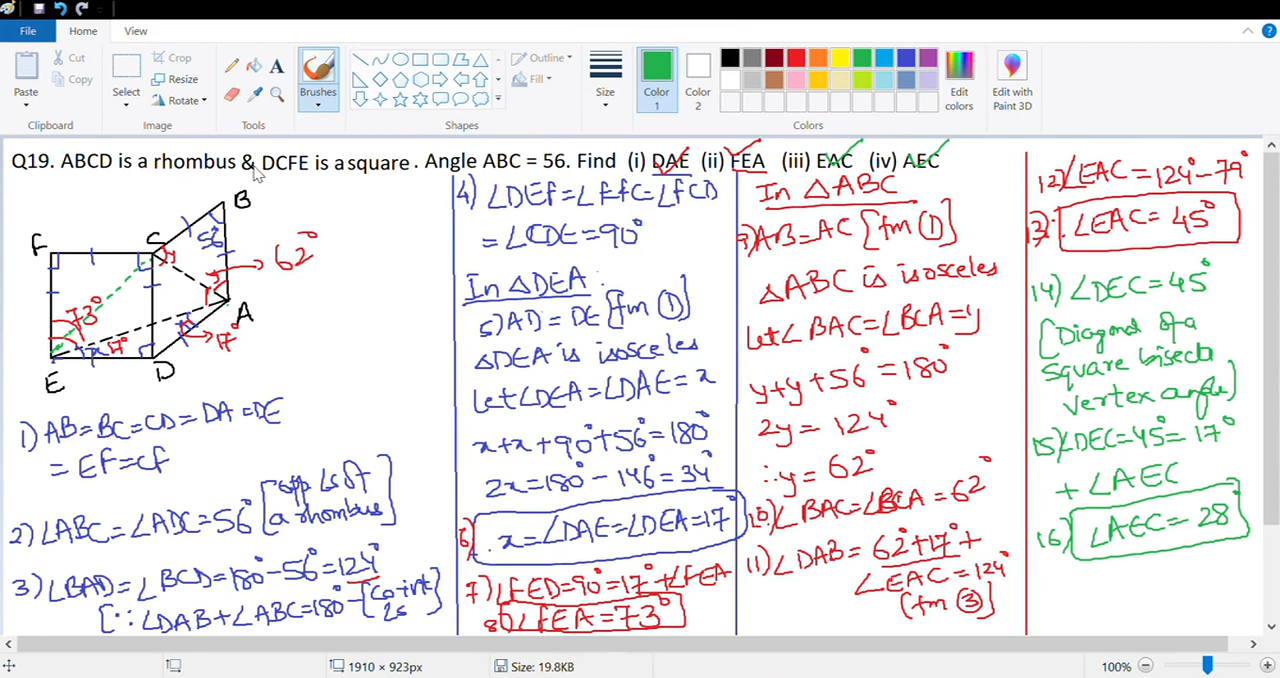 File
Home
View
Paste
Cut
Copy
Clipboard
Select
Crop
Resize
Rotate
Image
A
Tools
Brushes
Outline
Fill
Shapes
Size
Color 1
Color 2
Edit colors
Edit with Paint 3D
Colors
Q19. ABCD is a rhombus & DCFE is a square . Angle ABC = 56. Find (i) DAE (ii) FEA (iii) EAC (iv) AEC
B
F
56°
62°
y
y
73°
A
17°
x
17°
E
D
1) AB=BC=CD=DA=DE
=EF=CF
2) ∠ABC=∠ADC=56° [opp ∠s of
a rhombus]
3) ∠BAD=∠BCD=180°-56°=124°
[∵ ∠DAB+∠ABC=180° - [Co-int
∠s]
4) ∠DEF=∠EFC=∠FCD
=∠CDE=90°
In △DEA :
5) AD=DE [fm ①]
△DEA is isosceles
Let ∠DEA=∠DAE=x
x+x+90°+56°=180°
2x=180°-146°=34°
6) x=∠DAE=∠DEA=17°
7) ∠FED=90°=17°+∠FEA
8) ∠FEA=73°
In △ABC
9) AB=AC [fm ①]
△ABC is isosceles
Let ∠BAC=∠BCA=y
y+y+56°=180°
2y=124°
∴y=62°
10) ∠BAC=∠BCA=62°
11) ∠DAB=62°+17°+
∠EAC=124°
[fm ③]
12) ∠EAC=124°-79°
13) ∴ ∠EAC=45°
14) ∠DEC=45°
[Diagonal of a
square bisects
vertex angle]
15) ∠DEC=45°=17°
+∠AEC
16) ∠AEC=28°
1910 × 923px
Size: 19.8KB
100%